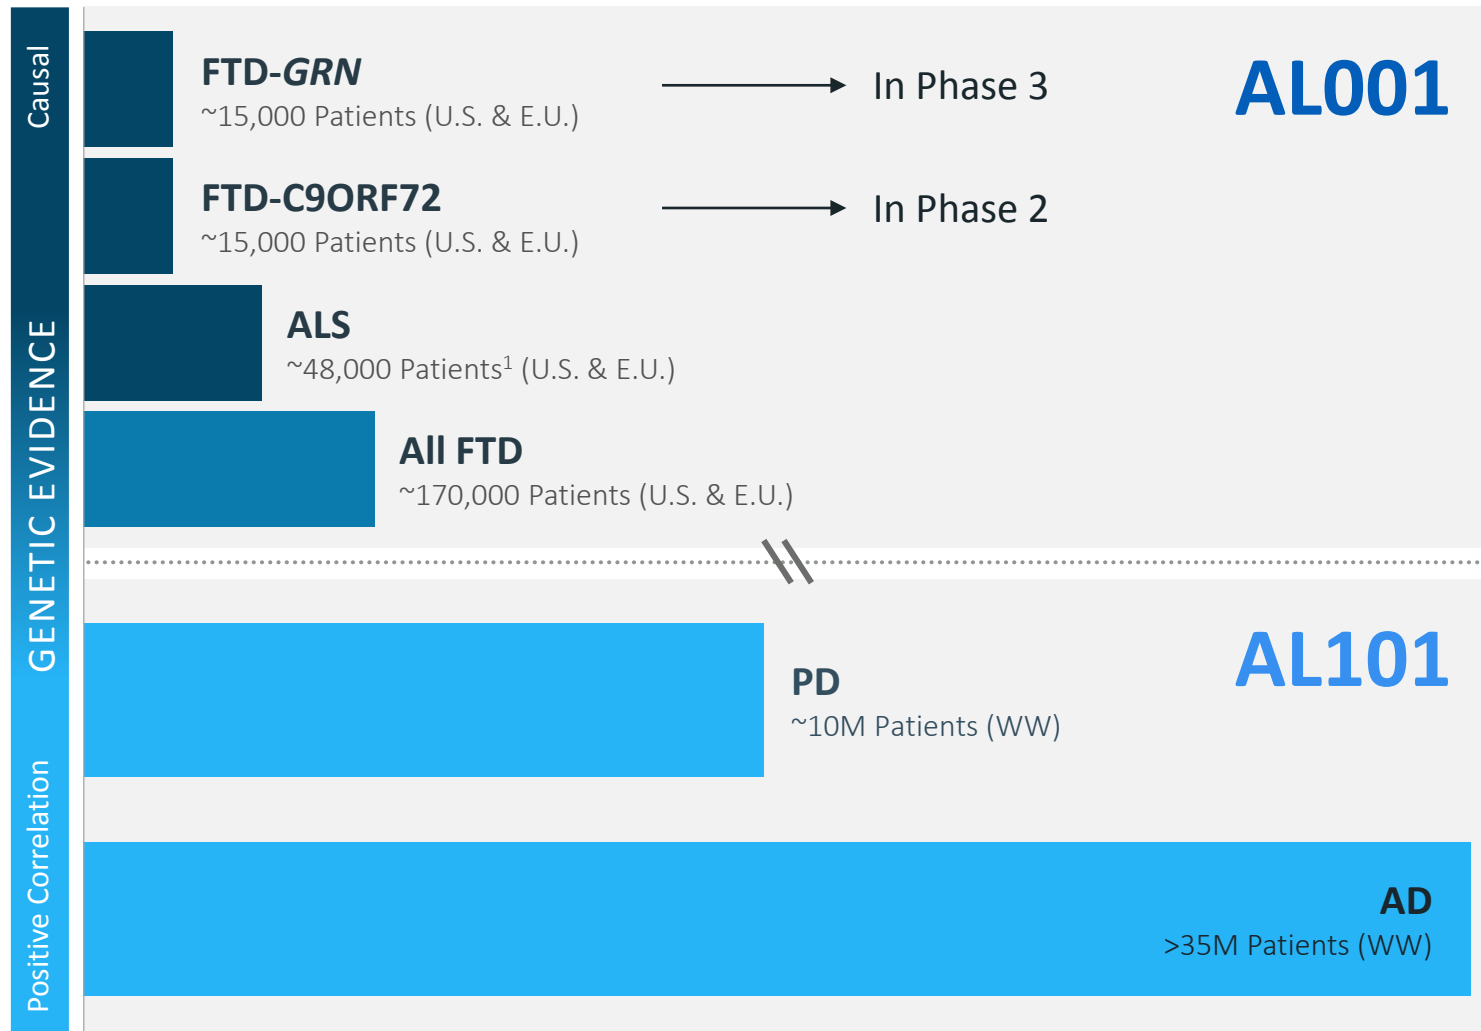 Causal
GENETIC EVIDENCE
Positive Correlation
AL001
FTD-GRN
~15,000 Patients (U.S. & E.U.)
In Phase 3
FTD-C9ORF72
~15,000 Patients (U.S. & E.U.)
In Phase 2
ALS
~48,000 Patients¹ (U.S. & E.U.)
All FTD
~170,000 Patients (U.S. & E.U.)
AL101
PD
~10M Patients (WW)
AD
>35M Patients (WW)